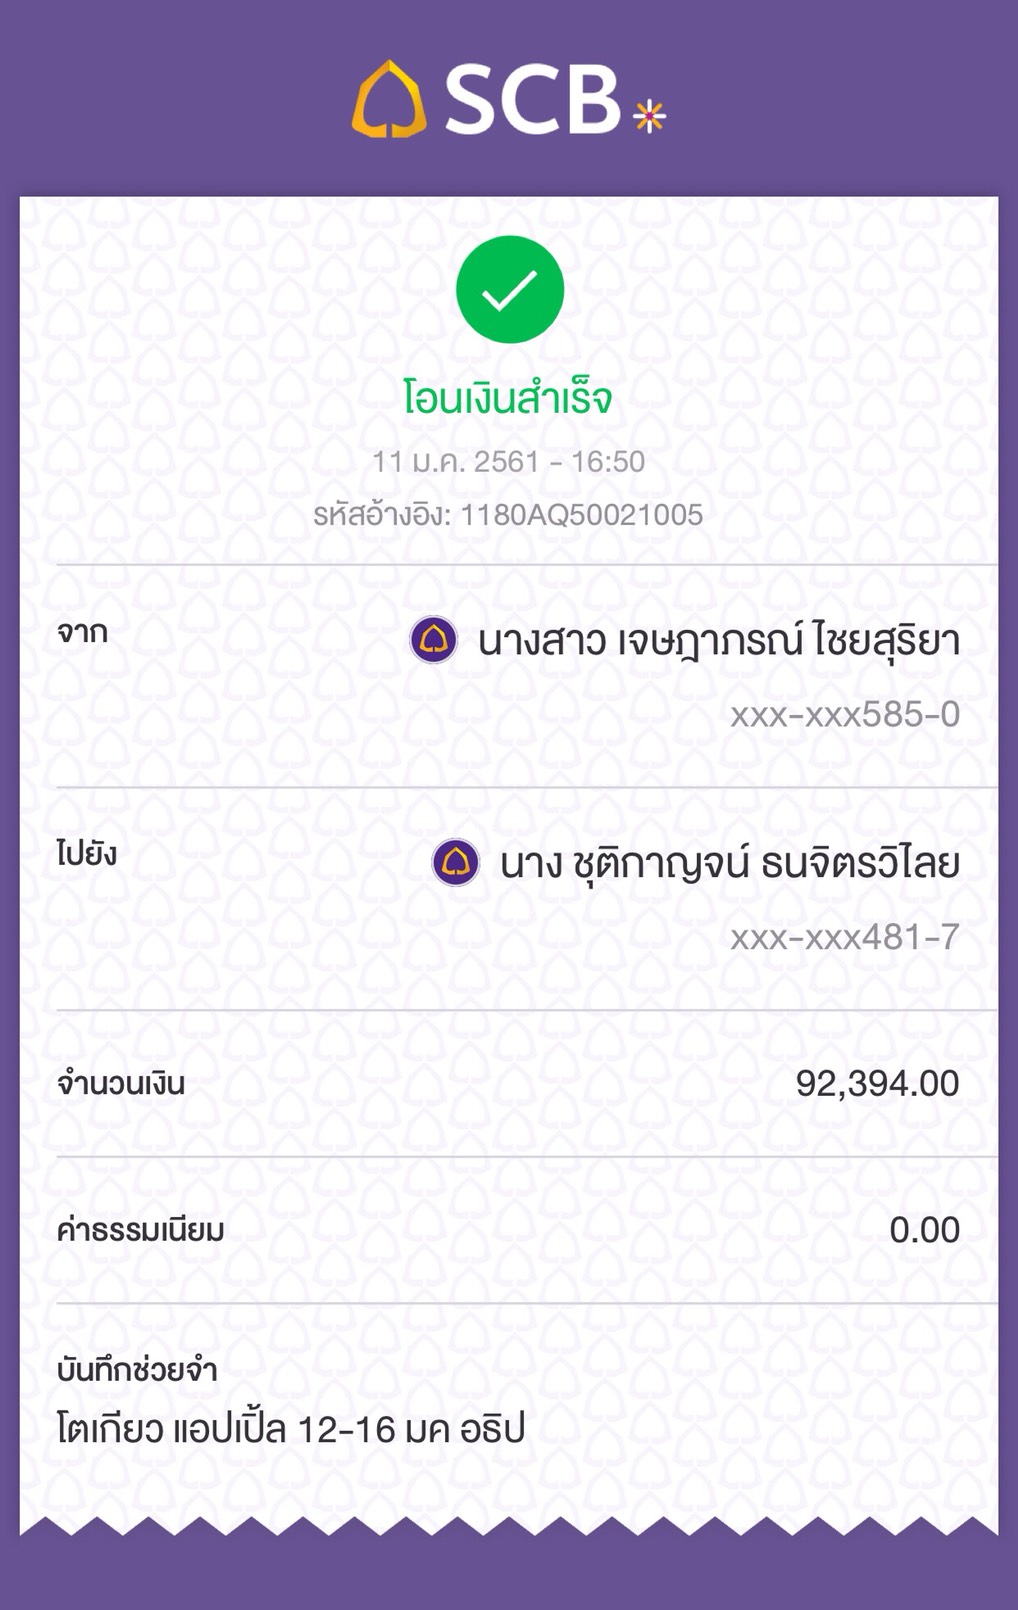 SCB
โอนเงินสำเร็จ
11 ม.ค. 2561 - 16:50
รหัสอ้างอิง: 1180AQ50021005
จาก
นางสาว เจษฎาภรณ์ ไชยสุริยา
xxx-xxx585-0
ไปยัง
นาง ชุติกาญจน์ ธนจิตรวิไลย
xxx-xxx481-7
จำนวนเงิน 92,394.00
ค่าธรรมเนียม 0.00
บันทึกช่วยจำ
โตเกียว แอปเปิ้ล 12-16 มค อธิป